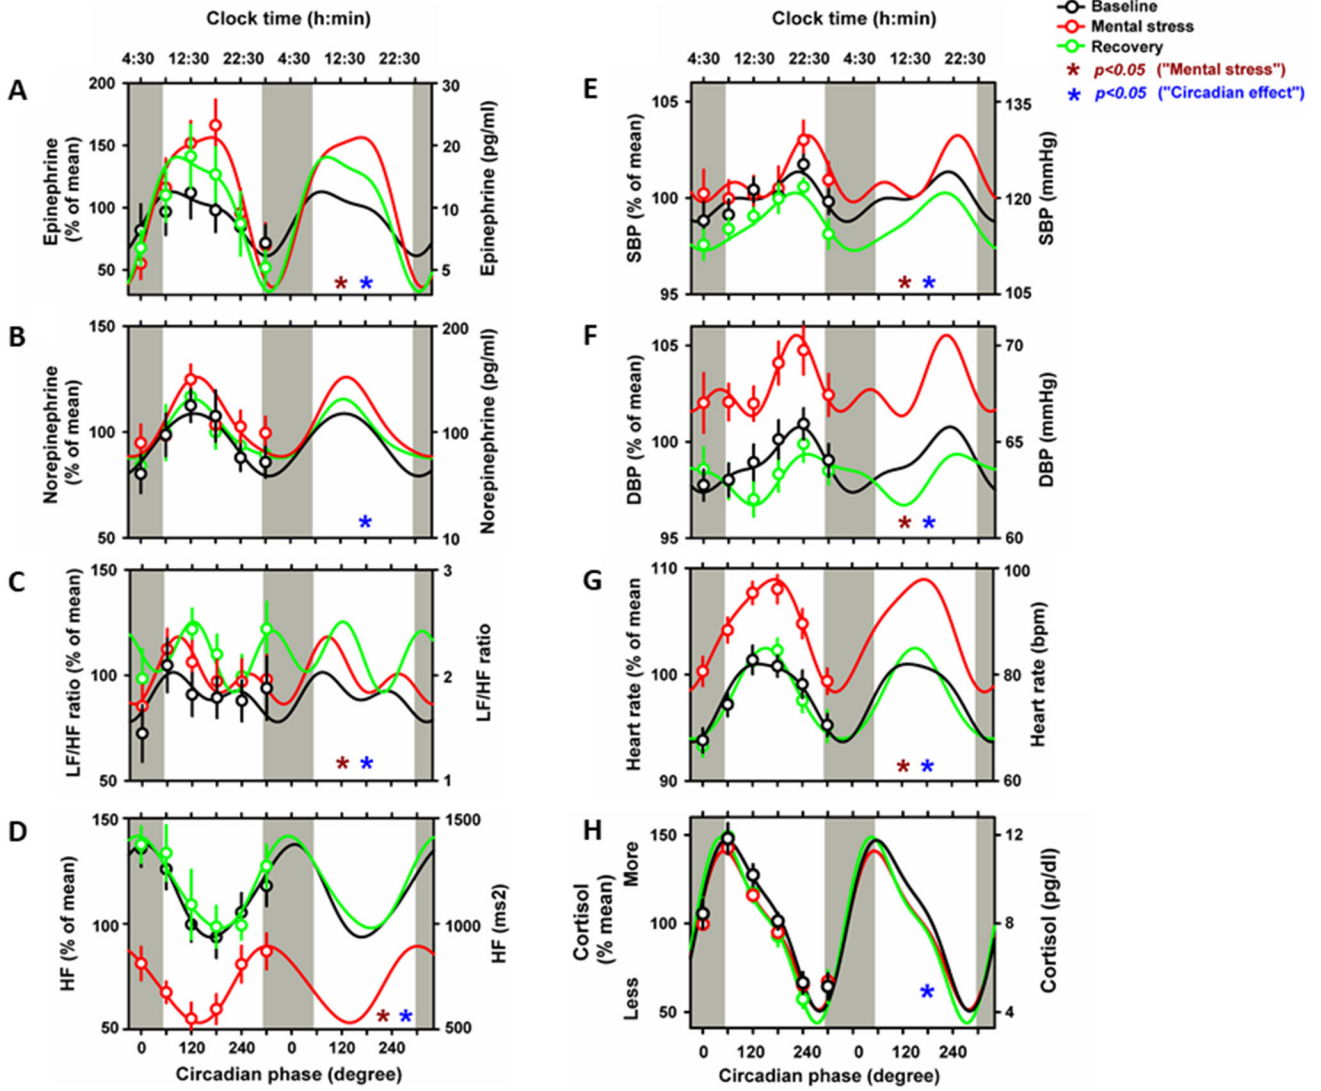 Clock time (h:min)
4:30 12:30 22:30 4:30 12:30 22:30
A
200
150
100
50
Epinephrine
(% of mean)
30
20
10
5
Epinephrine (pg/ml)
* *
B
150
100
50
Norepinephrine
(% of mean)
200
100
10
Norepinephrine (pg/ml)
*
C
150
100
50
LF/HF ratio (% of mean)
3
2
1
LF/HF ratio
* *
D
150
100
50
HF (% of mean)
1500
1000
500
HF (ms2)
* *
0 120 240 0 120 240
Circadian phase (degree)
Clock time (h:min)
4:30 12:30 22:30 4:30 12:30 22:30
Baseline
Mental stress
Recovery
* p<0.05 ("Mental stress")
* p<0.05 ("Circadian effect")
E
105
100
95
SBP (% of mean)
135
120
105
SBP (mmHg)
* *
F
105
100
95
DBP (% of mean)
70
65
60
DBP (mmHg)
* *
G
110
100
90
Heart rate (% of mean
100
80
60
Heart rate (bpm)
* *
H
150
100
50
Cortisol
(% mean)
Less More
12
8
4
Cortisol (pg/dl)
*
0 120 240 0 120 240
Circadian phase (degree)